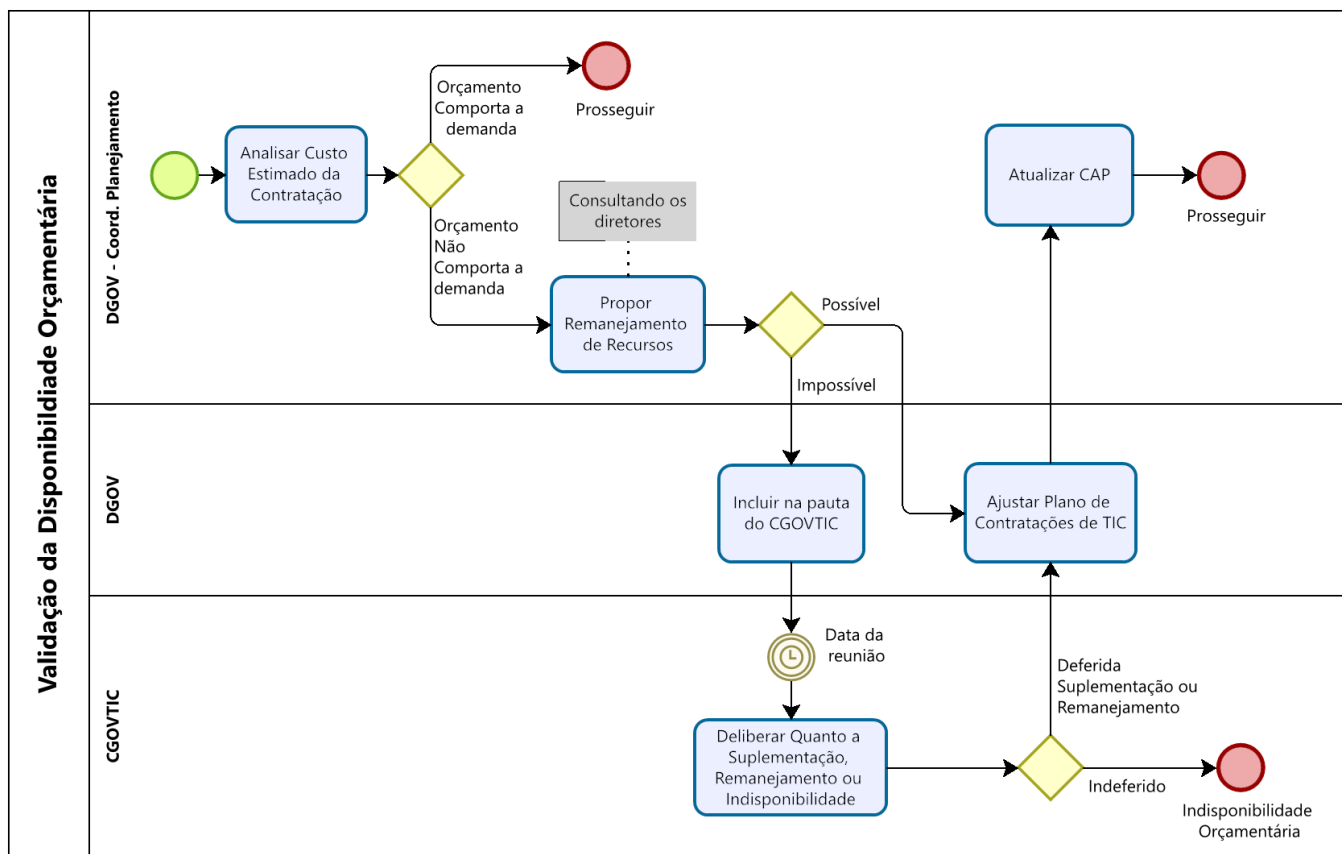 Validação da Disponibildiade Orçamentária
DGOV - Coord. Planejamento
Analisar Custo
Estimado da
Contratação
Orçamento
Comporta a
demanda
Prosseguir
Orçamento
Não
Comporta a
demanda
Consultando os
diretores
Propor
Remanejamento
de Recursos
Possível
Impossível
Atualizar CAP
Prosseguir
DGOV
Incluir na pauta
do CGOVTIC
Ajustar Plano de
Contratações de TIC
CGOVTIC
Data da
reunião
Deliberar Quanto a
Suplementação,
Remanejamento ou
Indisponibilidade
Deferida
Suplementação ou
Remanejamento
Indeferido
Indisponibilidade
Orçamentária